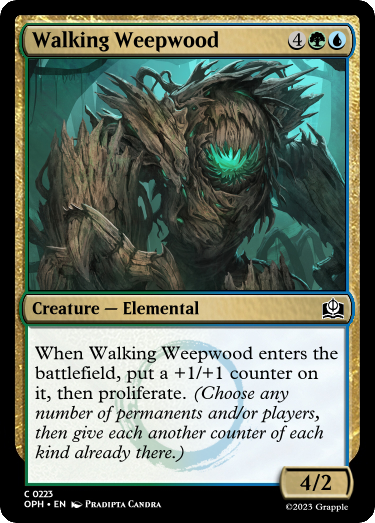 Walking Weepwood 4
Creature — Elemental
When Walking Weepwood enters the
battlefield, put a +1/+1 counter on
it, then proliferate. (Choose any
number of permanents and/or players,
then give each another counter of each
kind already there.)
4/2
C 0223
OPH • EN Pradipta Candra
©2023 Grapple